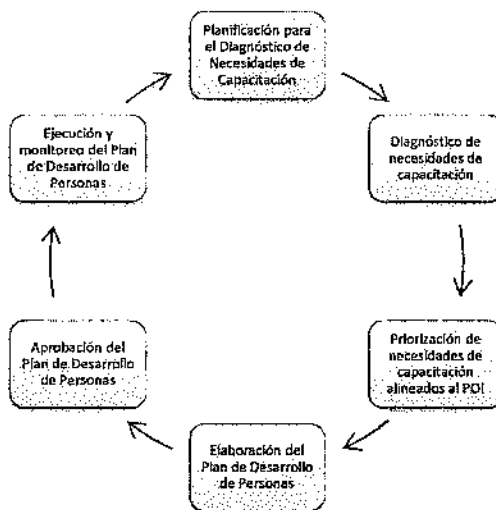 Planificación para
el Diagnóstico de
Necesidades de
Capacitación
Diagnóstico de
necesidades de
capacitación
Priorización de
necesidades de
capacitación
alineados al POI
Elaboración del
Plan de Desarrollo
de Personas
Aprobación del
Plan de Desarrollo
de Personas
Ejecución y
monitoreo del Plan
de Desarrollo de
Personas